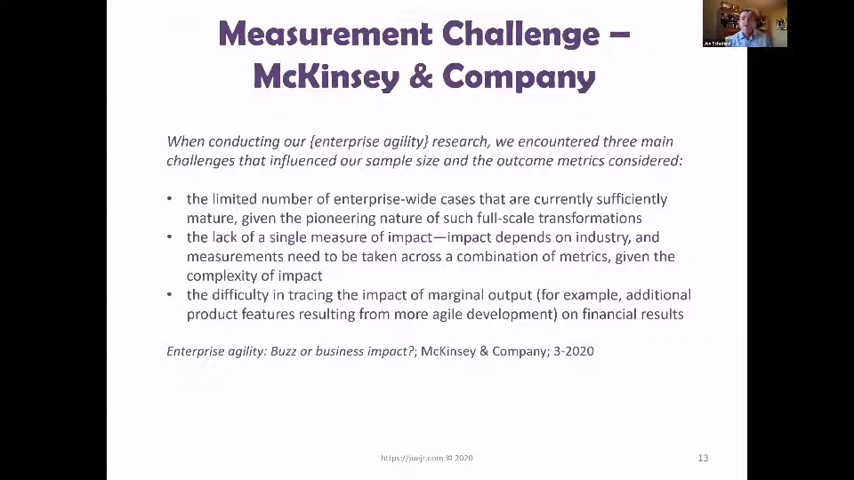 Measurement Challenge –
McKinsey & Company
When conducting our {enterprise agility} research, we encountered three main
challenges that influenced our sample size and the outcome metrics considered:
• the limited number of enterprise-wide cases that are currently sufficiently
mature, given the pioneering nature of such full-scale transformations
• the lack of a single measure of impact—impact depends on industry, and
measurements need to be taken across a combination of metrics, given the
complexity of impact
• the difficulty in tracing the impact of marginal output (for example, additional
product features resulting from more agile development) on financial results
Enterprise agility: Buzz or business impact?; McKinsey & Company; 3-2020
https://joejr.com © 2020
13